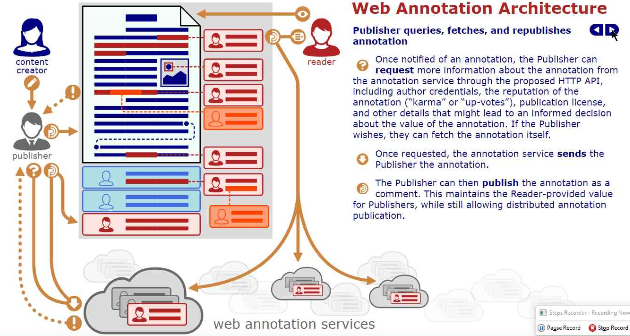 Web Annotation Architecture
Publisher queries, fetches, and republishes
annotation
Once notified of an annotation, the Publisher can
request more information about the annotation from
the annotation service through the proposed HTTP API,
including author credentials, the reputation of the
annotation (“karma” or “up-votes”), publication license,
and other details that might lead to an informed decision
about the value of the annotation. If the Publisher
wishes, they can fetch the annotation itself.
Once requested, the annotation service sends the
Publisher the annotation.
The Publisher can then publish the annotation as a
comment. This maintains the Reader-provided value
for Publishers, while still allowing distributed annotation
publication.
content
creator
reader
publisher
web annotation services
Steps Recorder - Recording Now
Pause Record
Stop Record